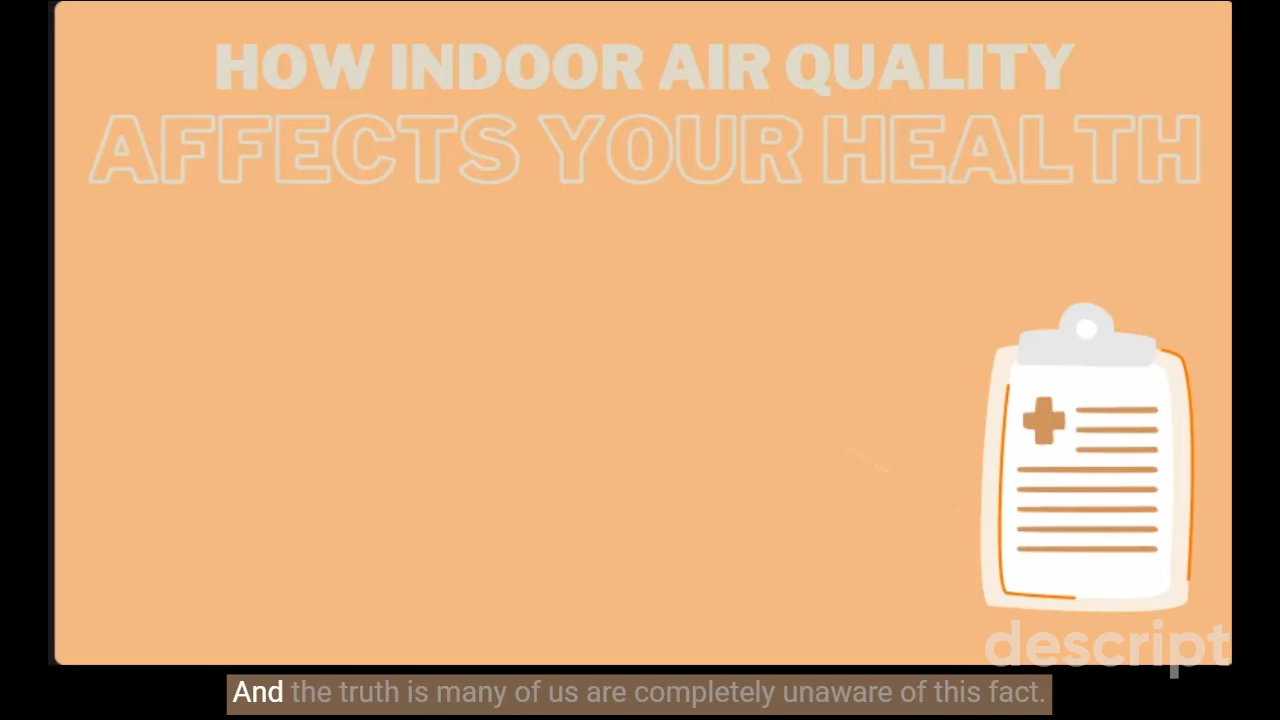 HOW INDOOR AIR QUALITY
AFFECTS YOUR HEALTH
descript
And the truth is many of us are completely unaware of this fact.